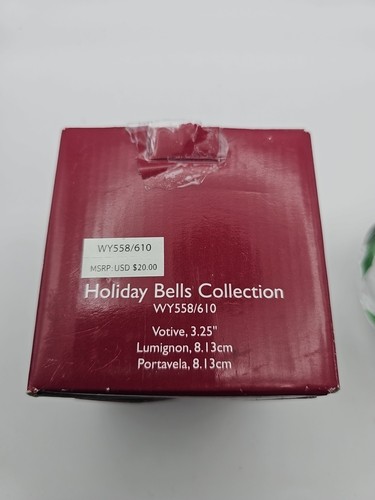 WY558/610
MSRP:USD $20.00
Holiday Bells Collection
WY558/610
Votive, 3.25"
Lumignon, 8.13cm
Portavela, 8.13cm